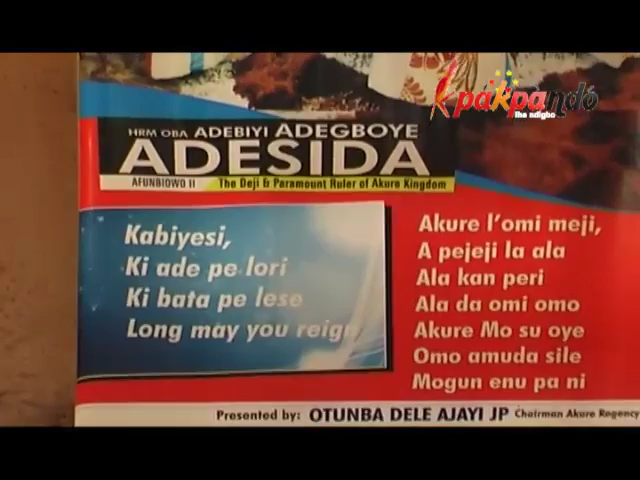 kpakpando
Iha ndigbo
HRM OBA ADEBIYI ADEGBOYE
ADESIDA
AFUNBIOWO II The Deji & Paramount Ruler of Akure Kingdom
Kabiyesi,
Ki ade pe lori
Ki bata pe lese
Long may you reign
Akure l'omi meji,
A pejeji la ala
Ala kan peri
Ala da omi omo
Akure Mo su oye
Omo amuda sile
Mogun enu pa ni
Presented by: OTUNBA DELE AJAYI JP Chairman Akure Regency